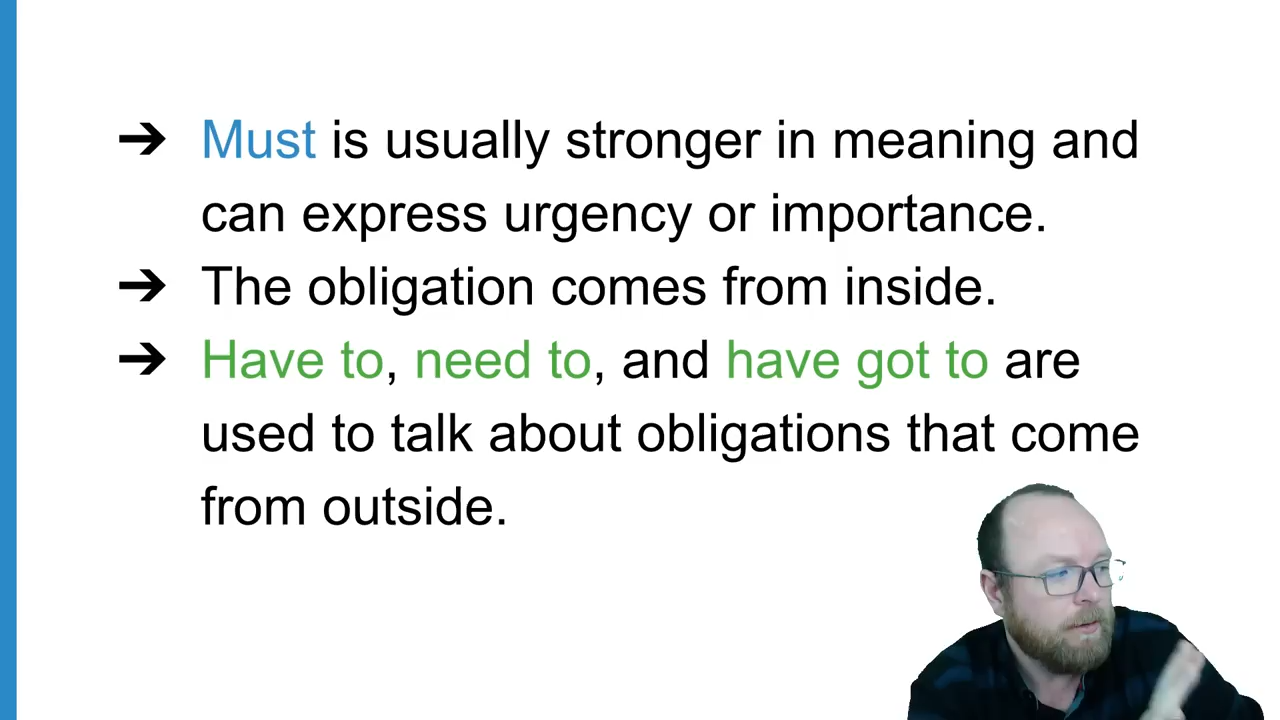 ➔ Must is usually stronger in meaning and
can express urgency or importance.
➔ The obligation comes from inside.
➔ Have to, need to, and have got to are
used to talk about obligations that come
from outside.